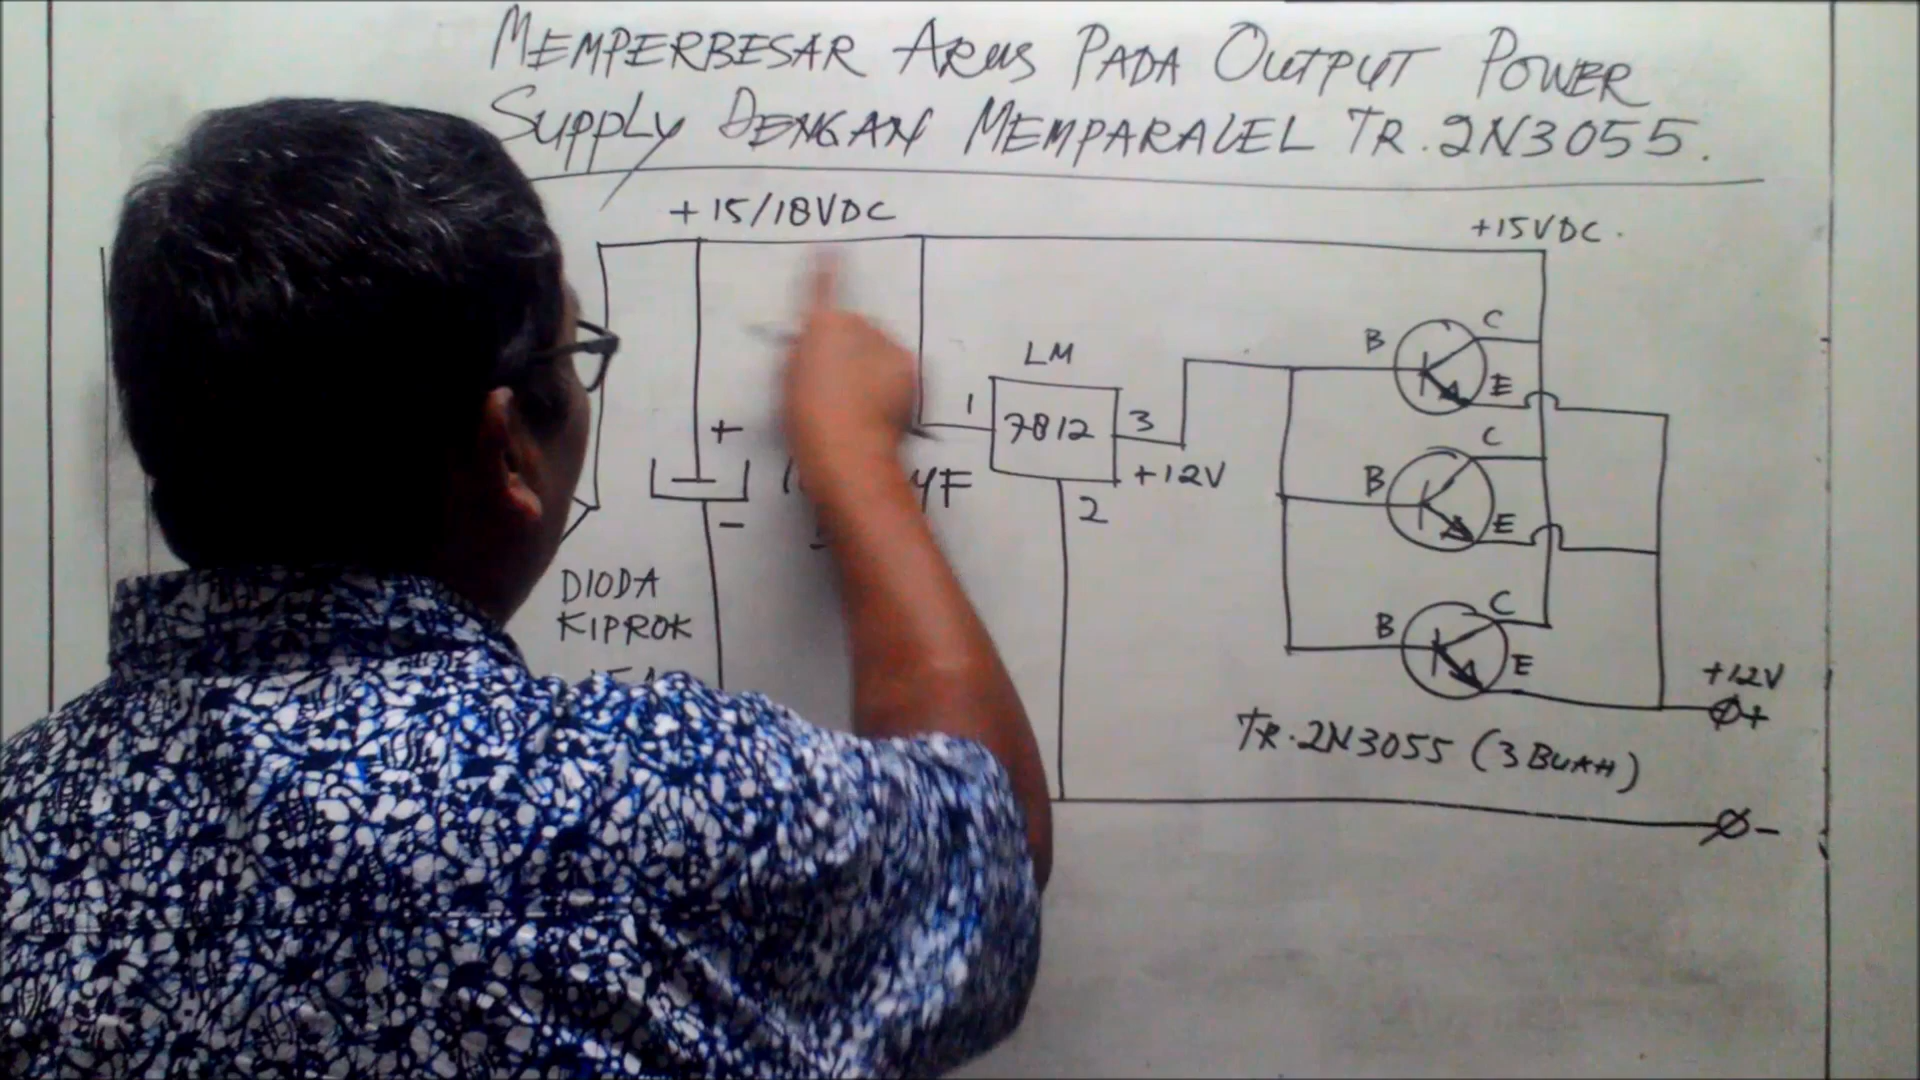 MEMPERBESAR ARUS PADA OUTPUT POWER
SUPPLY DENGAN MEMPARALEL TR. 2N3055.
+15/18VDC
+15VDC.
C
B
E
LM
1
7812
3
+12V
2
+
-
C
B
E
C
B
E
DIODA
KIPROK
+12V
+
TR. 2N3055 (3 BUAH)
-